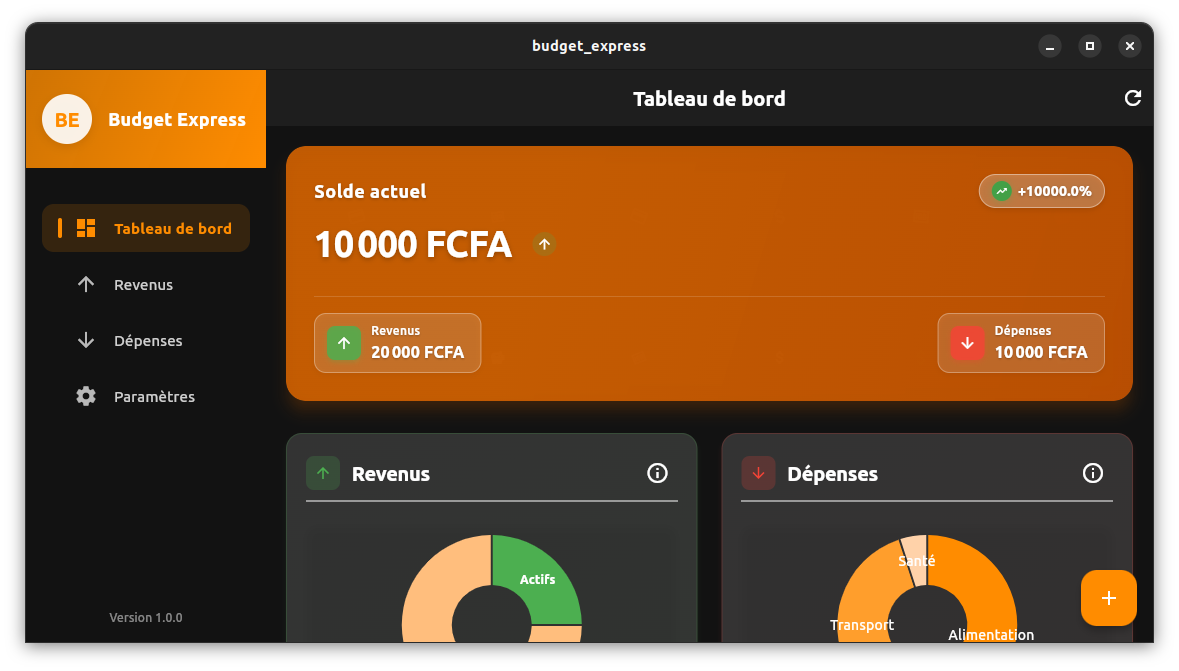 budget_express
BE
Budget Express
Tableau de bord
Tableau de bord
Revenus
Dépenses
Paramètres
Version 1.0.0
Solde actuel
+10000.0%
10 000 FCFA
Revenus
20 000 FCFA
Dépenses
10 000 FCFA
Revenus
Actifs
Dépenses
Santé
Transport
Alimentation